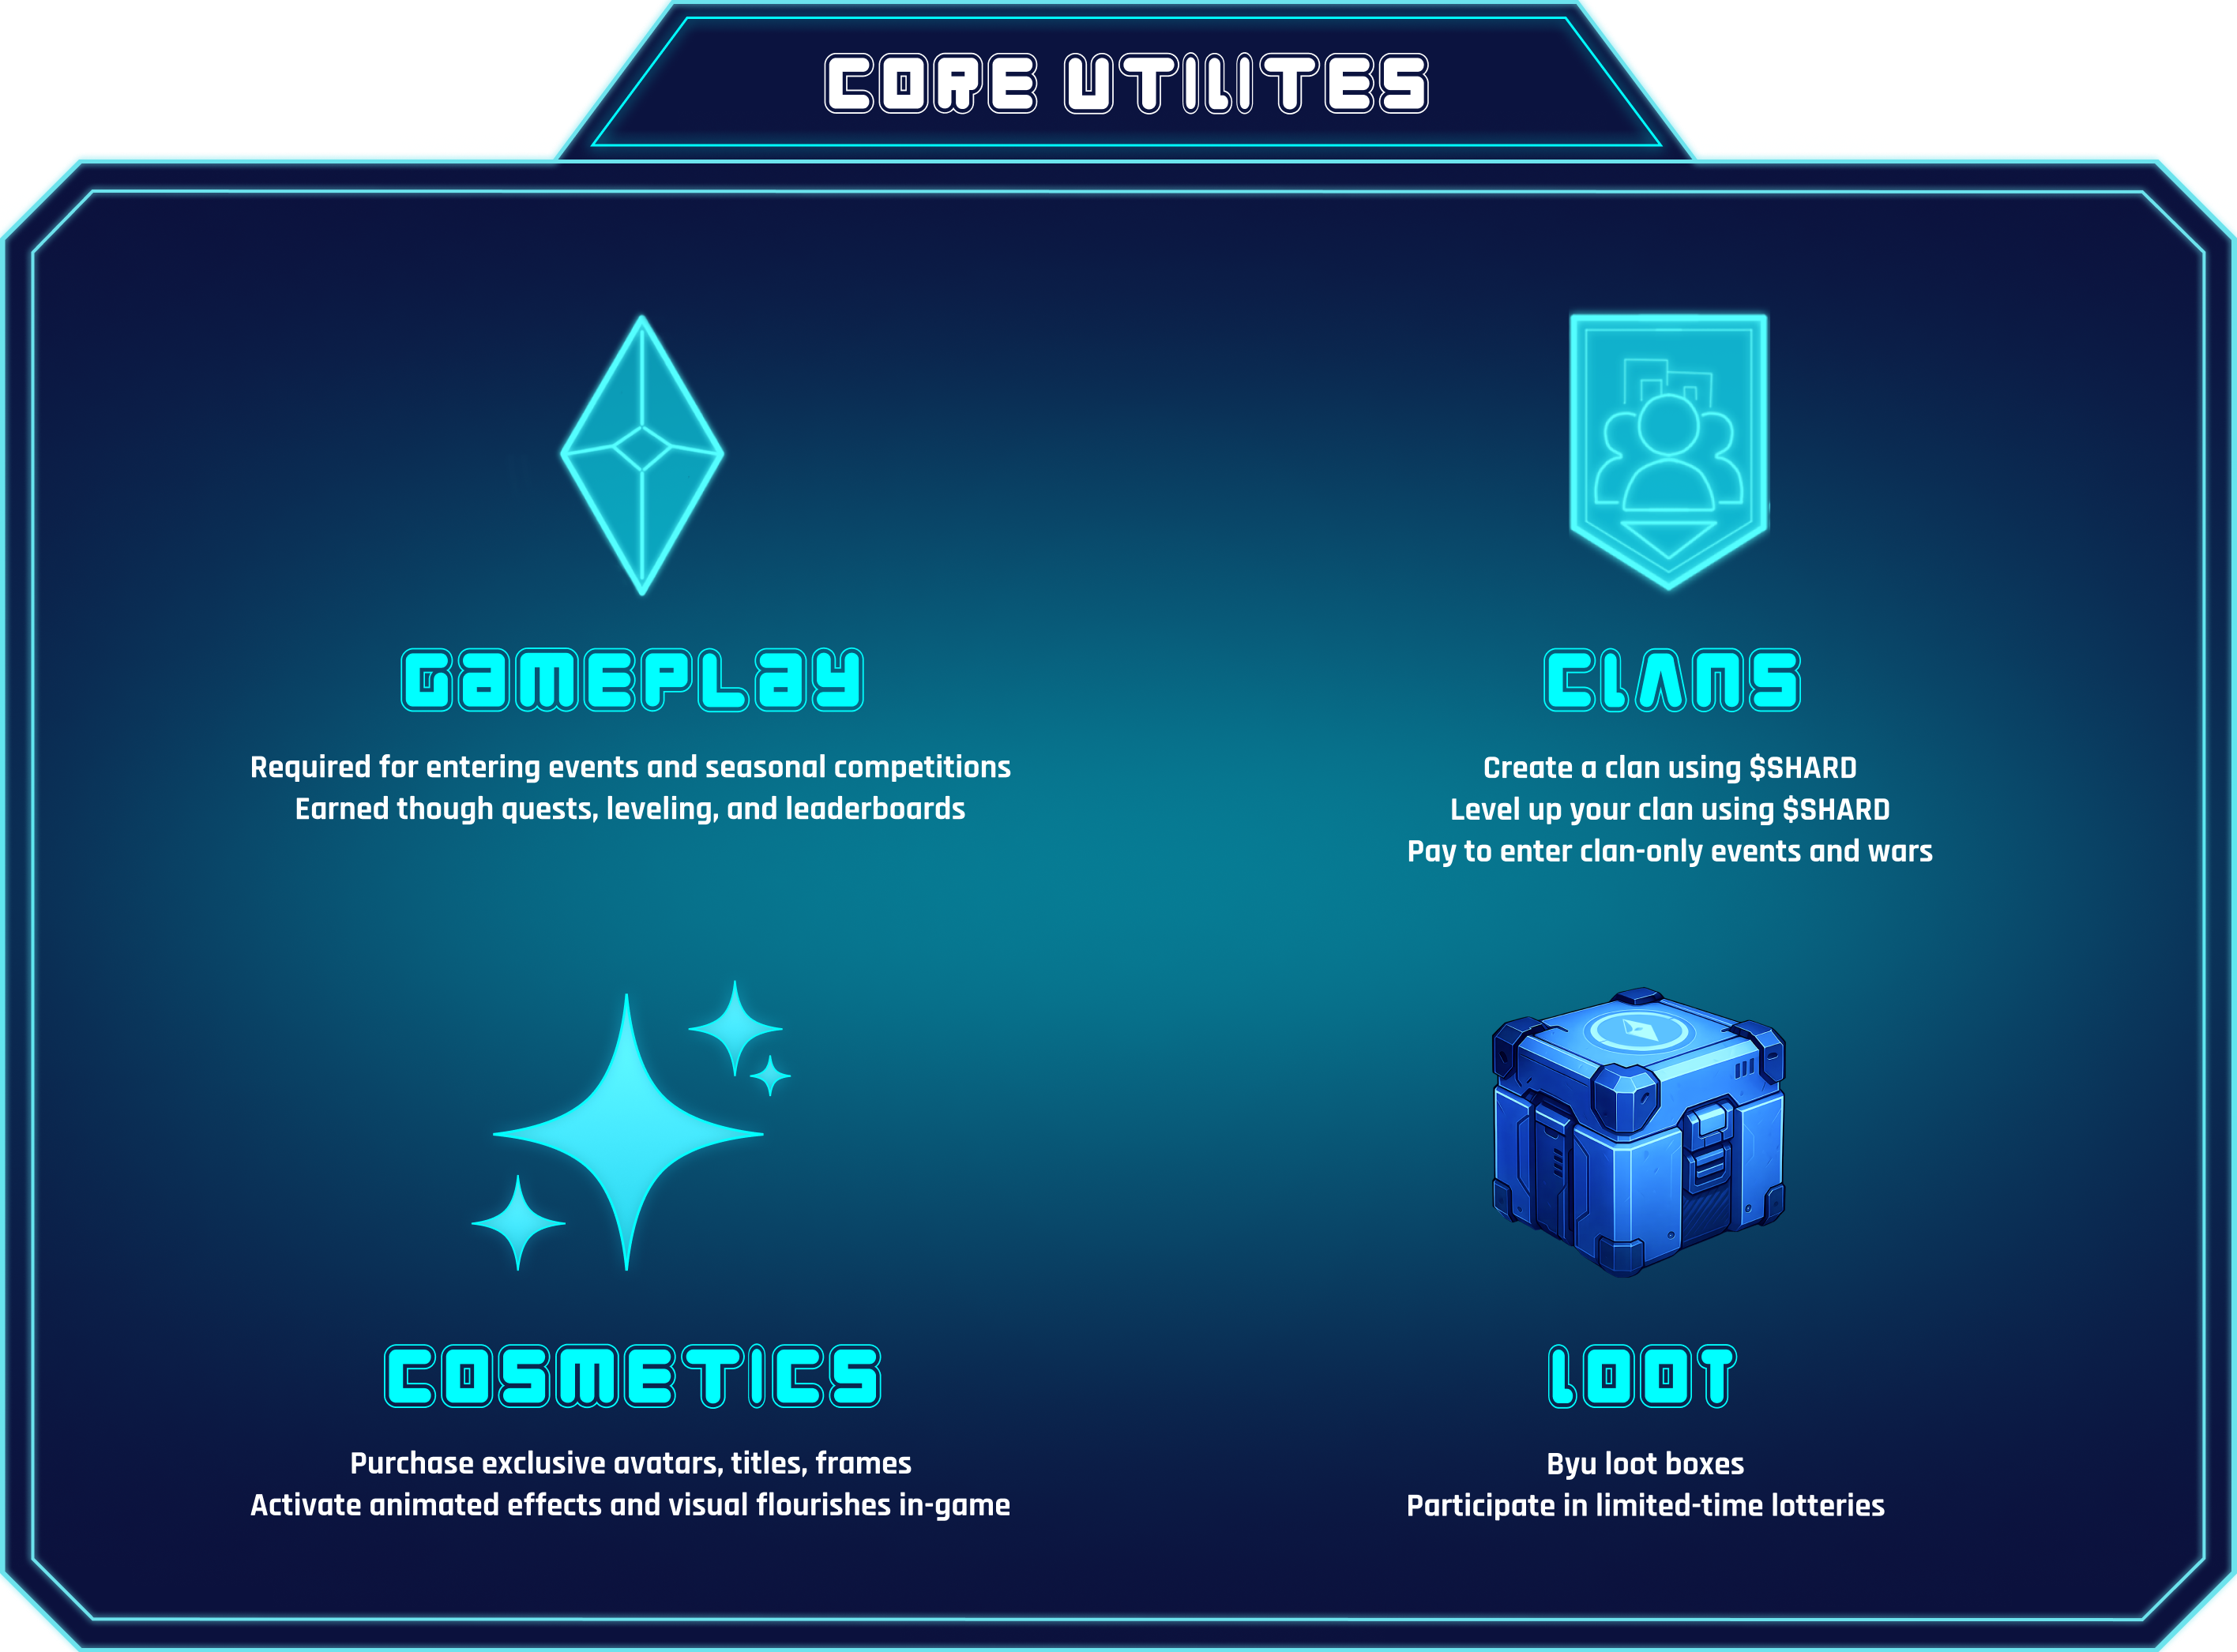 CORE UTILITES
GAMEPLAY
Required for entering events and seasonal competitions
Earned though quests, leveling, and leaderboards
CLANS
Create a clan using $SHARD
Level up your clan using $SHARD
Pay to enter clan-only events and wars
COSMETICS
Purchase exclusive avatars, titles, frames
Activate animated effects and visual flourishes in-game
LOOT
Byu loot boxes
Participate in limited-time lotteries